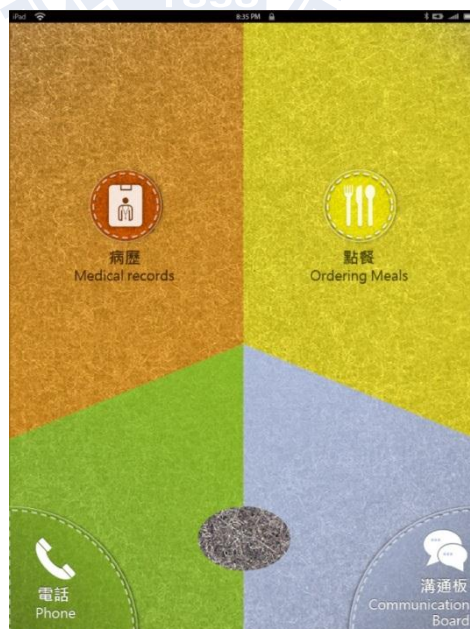 iPad
8:35 PM
病歷
Medical records
點餐
Ordering Meals
電話
Phone
溝通板
Communication
Board